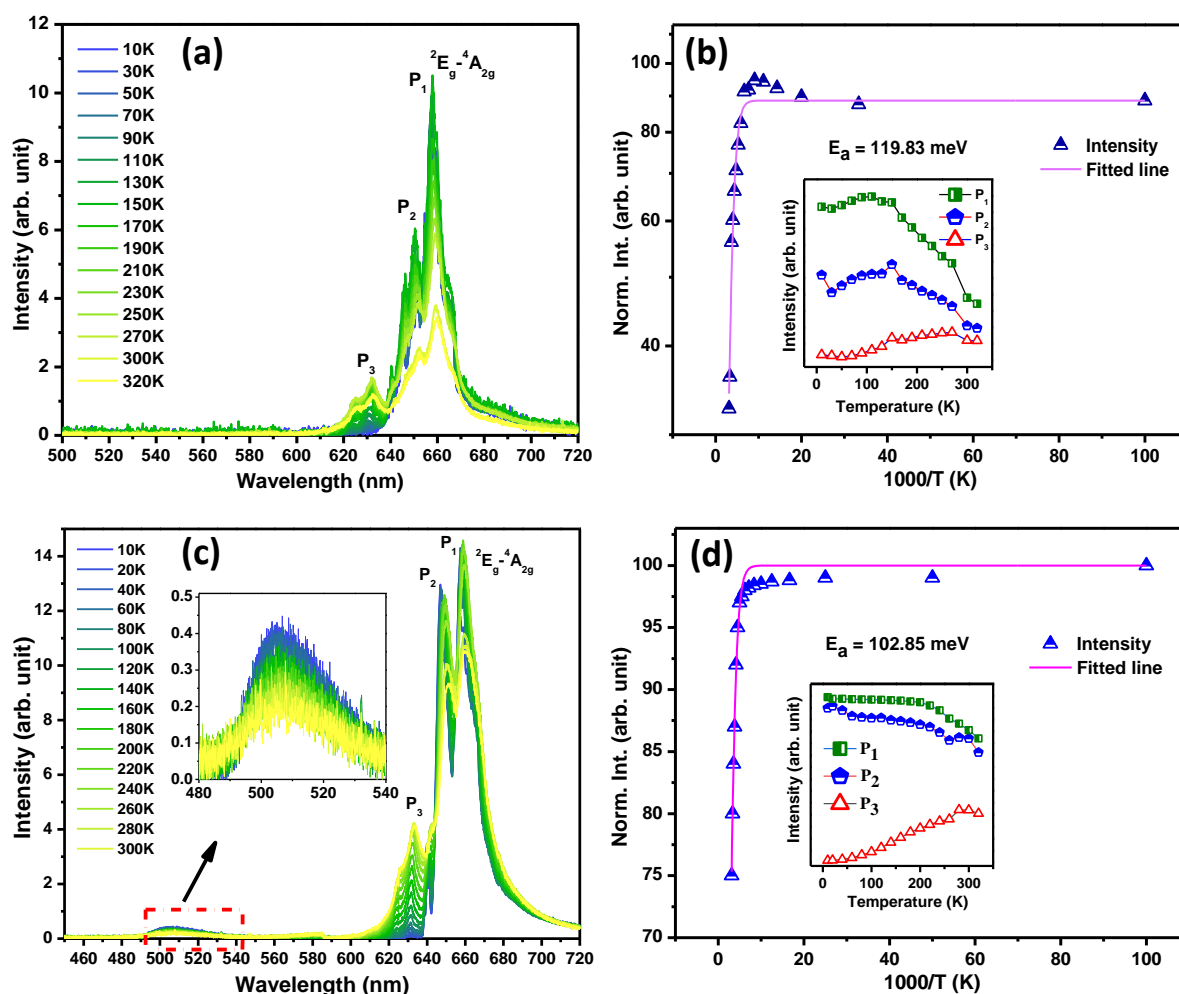 (a)
12
10
8
6
4
2
0
Intensity (arb. unit)
10K
30K
50K
70K
90K
110K
130K
150K
170K
190K
210K
230K
250K
270K
300K
320K
P1
²Eg-⁴A2g
P2
P3
500 520 540 560 580 600 620 640 660 680 700 720
Wavelength (nm)
(b)
100
80
60
40
Norm. Int. (arb. unit)
Intensity
Fitted line
Ea = 119.83 meV
P1
P2
P3
Intensity (arb. unit)
0 100 200 300
Temperature (K)
0 20 40 60 80 100
1000/T (K)
(c)
14
12
10
8
6
4
2
0
Intensity (arb. unit)
10K
20K
40K
60K
80K
100K
120K
140K
160K
180K
200K
220K
240K
260K
280K
300K
0.5
0.4
0.3
0.2
0.1
0.0
480 500 520 540
P1
²Eg-⁴A2g
P2
P3
460 480 500 520 540 560 580 600 620 640 660 680 700 720
Wavelength (nm)
(d)
100
95
90
85
80
75
70
Norm. Int. (arb. unit)
Ea = 102.85 meV
Intensity
Fitted line
P1
P2
P3
Intensity (arb. unit)
0 100 200 300
Temperature (K)
0 20 40 60 80 100
1000/T (K)